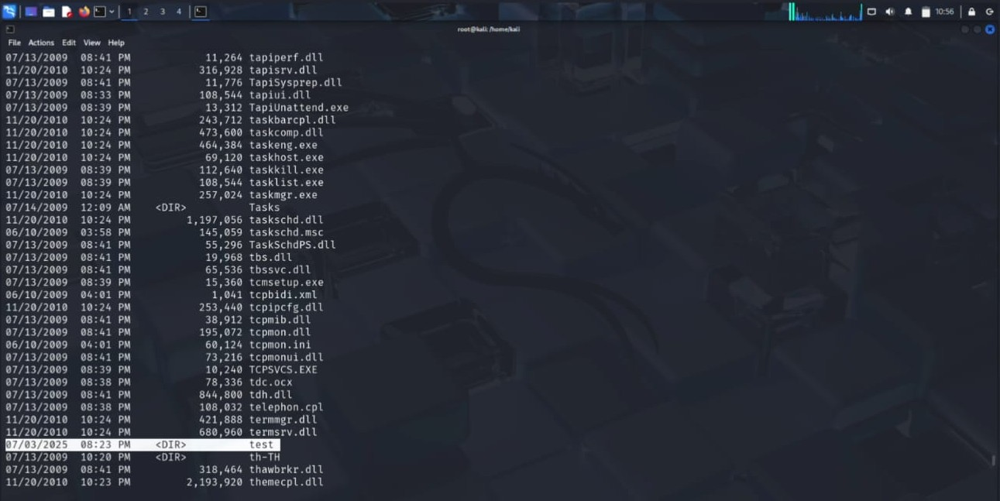 1 2 3 4
10:56
root@kali: /home/kali
File Actions Edit View Help
07/13/2009 08:41 PM 11,264 tapiperf.dll
11/20/2010 10:24 PM 316,928 tapisrv.dll
07/13/2009 08:41 PM 11,776 TapiSysprep.dll
07/13/2009 08:33 PM 108,544 tapiui.dll
07/13/2009 08:39 PM 13,312 TapiUnattend.exe
11/20/2010 10:24 PM 243,712 taskbarcpl.dll
11/20/2010 10:24 PM 473,600 taskcomp.dll
11/20/2010 10:24 PM 464,384 taskeng.exe
11/20/2010 10:24 PM 69,120 taskhost.exe
07/13/2009 08:39 PM 112,640 taskkill.exe
07/13/2009 08:39 PM 108,544 tasklist.exe
11/20/2010 10:24 PM 257,024 taskmgr.exe
07/14/2009 12:09 AM <DIR> Tasks
11/20/2010 10:24 PM 1,197,056 taskschd.dll
06/10/2009 03:58 PM 145,059 taskschd.msc
07/13/2009 08:41 PM 55,296 TaskSchdPS.dll
07/13/2009 08:41 PM 19,968 tbs.dll
07/13/2009 08:41 PM 65,536 tbssvc.dll
07/13/2009 08:39 PM 15,360 tcmsetup.exe
06/10/2009 04:01 PM 1,041 tcpbidi.xml
11/20/2010 10:24 PM 253,440 tcpipcfg.dll
07/13/2009 08:41 PM 38,912 tcpmib.dll
07/13/2009 08:41 PM 195,072 tcpmon.dll
06/10/2009 04:01 PM 60,124 tcpmon.ini
07/13/2009 08:41 PM 73,216 tcpmonui.dll
07/13/2009 08:39 PM 10,240 TCPSVCS.EXE
07/13/2009 08:38 PM 78,336 tdc.ocx
07/13/2009 08:41 PM 844,800 tdh.dll
07/13/2009 08:38 PM 108,032 telephon.cpl
11/20/2010 10:24 PM 421,888 termmgr.dll
11/20/2010 10:24 PM 680,960 termsrv.dll
07/03/2025 08:23 PM <DIR> test
07/13/2009 10:20 PM <DIR> th-TH
07/13/2009 08:41 PM 318,464 thawbrkr.dll
11/20/2010 10:23 PM 2,193,920 themecpl.dll